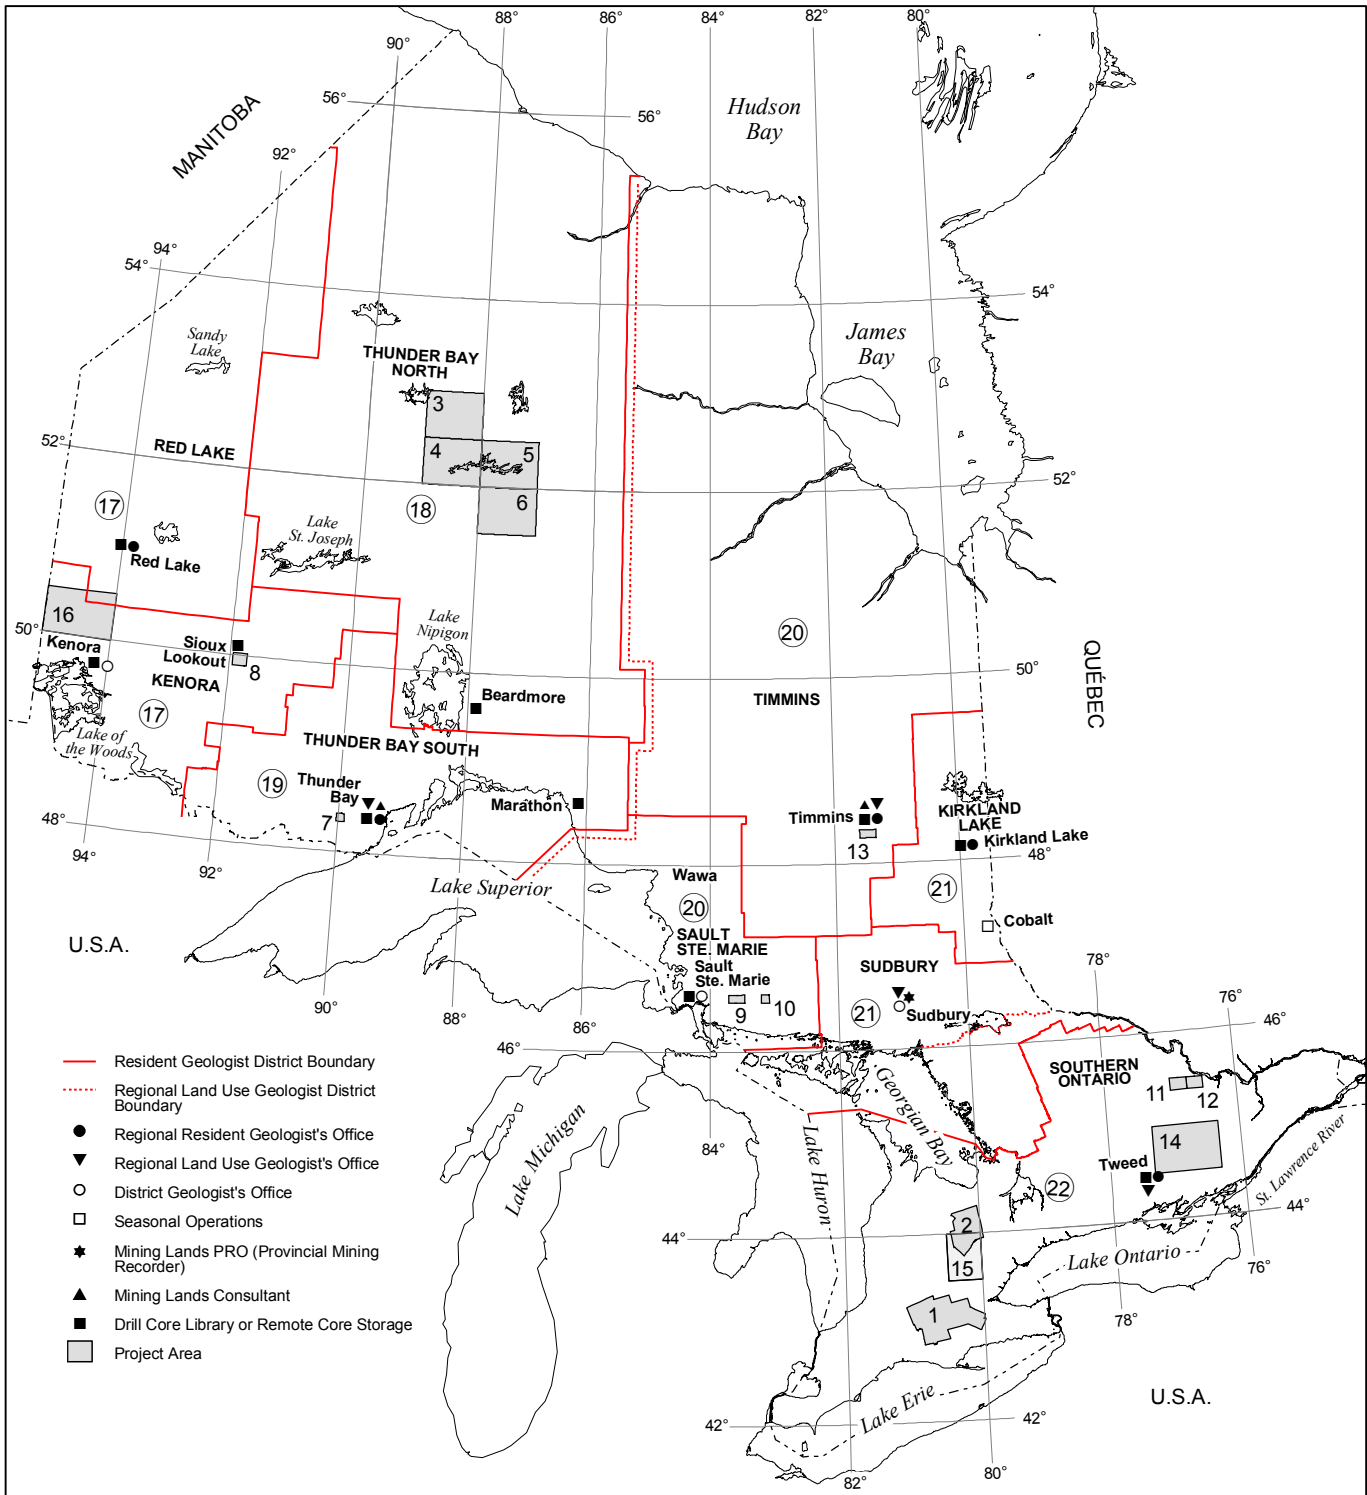 88°
86°
84°
82°
80°
90°
56°
56°
92°
MANITOBA
Hudson
Bay
94°
54°
54°
Sandy
Lake
THUNDER BAY
NORTH
James
Bay
3
52°
RED LAKE
4
5
52°
17
18
6
Lake
St. Joseph
Red Lake
16
50°
Kenora
Sioux
Lookout
8
KENORA
Lake
Nipigon
20
50°
QUÉBEC
17
Beardmore
TIMMINS
Lake of
the Woods
THUNDER BAY SOUTH
19
Thunder
Bay
7
Marathon
Timmins
13
KIRKLAND
LAKE
Kirkland Lake
48°
48°
94°
92°
Lake Superior
Wawa
20
21
U.S.A.
SAULT
STE. MARIE
Cobalt
Sault
Ste. Marie
SUDBURY
78°
90°
88°
86°
9
10
21
Sudbury
76°
46°
46°
SOUTHERN
ONTARIO
11
12
Georgian Bay
Lake Michigan
Lake Huron
84°
14
Tweed
22
St. Lawrence River
44°
44°
2
15
Lake Ontario
76°
78°
1
Lake Erie
U.S.A.
42°
42°
82°
80°
Resident Geologist District Boundary
Regional Land Use Geologist District
Boundary
Regional Resident Geologist's Office
Regional Land Use Geologist's Office
District Geologist's Office
Seasonal Operations
Mining Lands PRO (Provincial Mining
Recorder)
Mining Lands Consultant
Drill Core Library or Remote Core Storage
Project Area